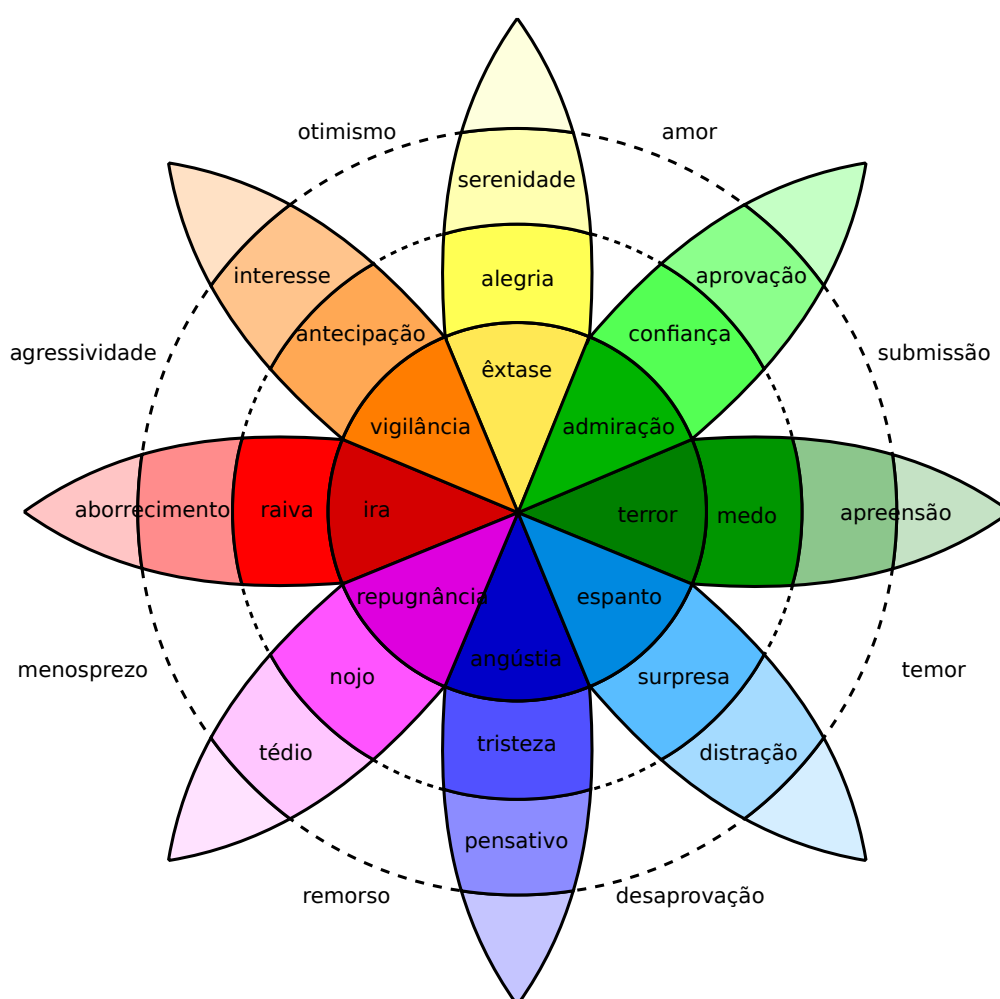 otimismo
amor
serenidade
interesse
alegria
aprovação
antecipação
confiança
agressividade
submissão
êxtase
vigilância
admiração
aborrecimento
raiva
ira
terror
medo
apreensão
repugnância
espanto
angústia
menosprezo
nojo
surpresa
temor
tédio
tristeza
distração
pensativo
remorso
desaprovação